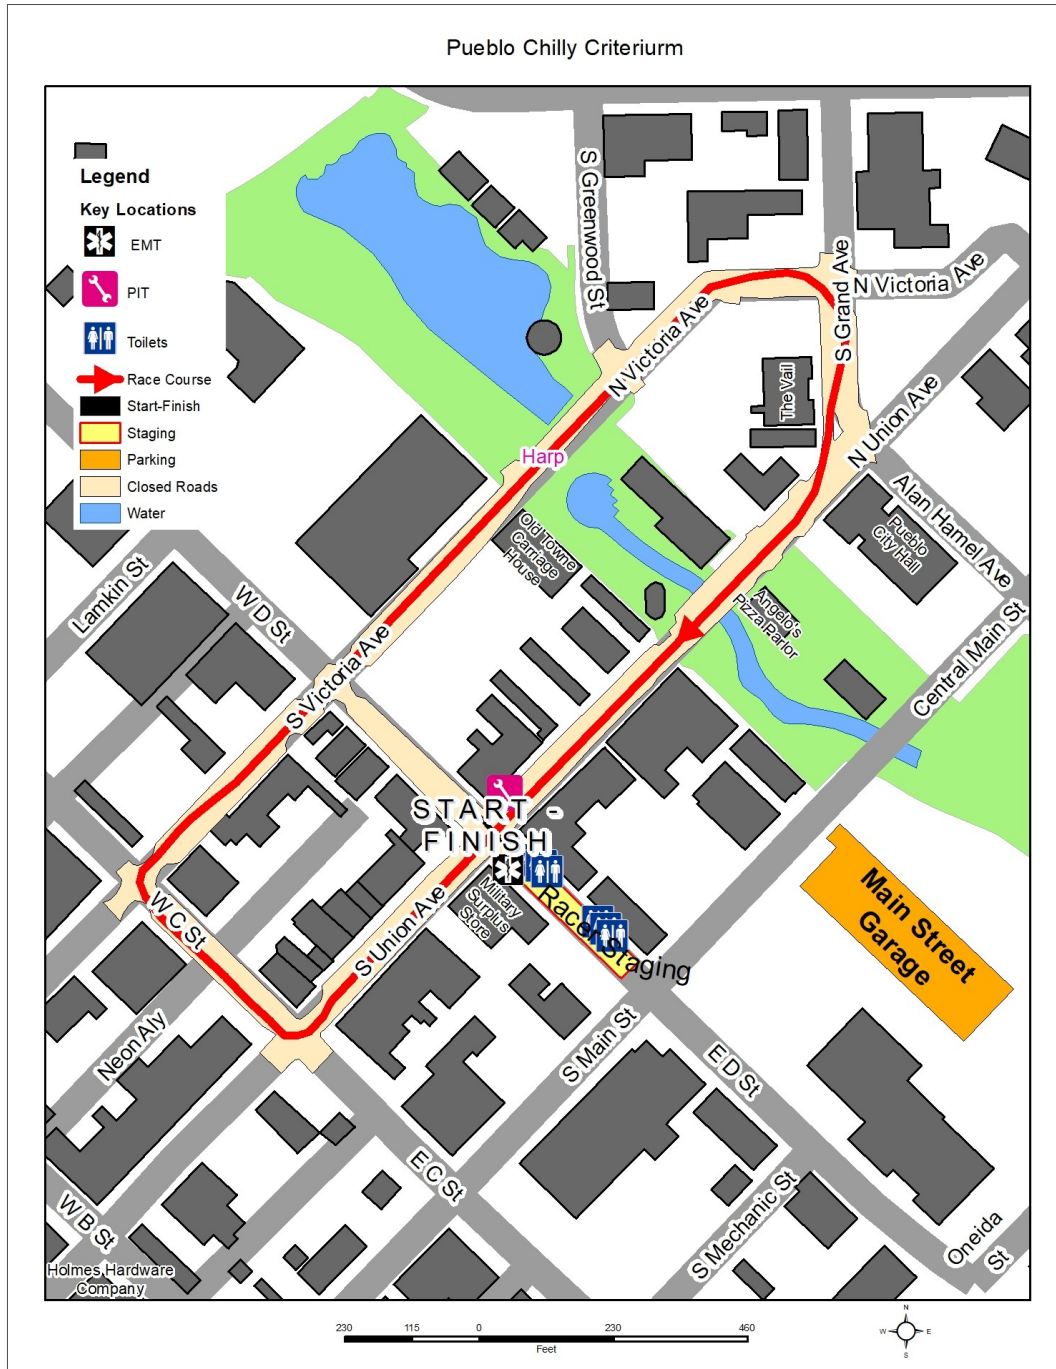 Pueblo Chilly Criteriurm
Legend
Key Locations
EMT
PIT
Toilets
Race Course
Start-Finish
Staging
Parking
Closed Roads
Water
S Greenwood St
S Grand Ave
N Victoria Ave
N Victoria Ave
The Vail
N Union Ave
Alan Hamel Ave
Pueblo
City Hall
Harp
Old Towne
Carriage
House
Angelo's
Pizza Parlor
Central Main St
Lamkin St
W D St
S Victoria Ave
START -
FINISH
Military
Surplus
Store
Racer Staging
Main Street
Garage
W C St
S Union Ave
Neon Aly
S Main St
E D St
E C St
S Mechanic St
W B St
Oneida
St
Holmes Hardware
Company
230
115
0
230
460
Feet
N
W
E
S